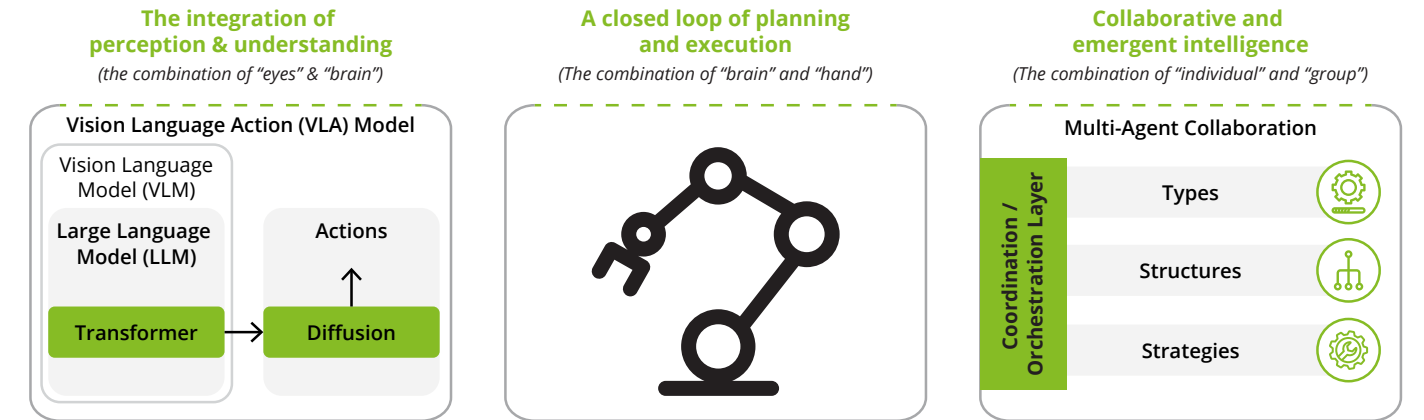 The integration of
perception & understanding
(the combination of “eyes” & “brain”)
Vision Language Action (VLA) Model
Vision Language
Model (VLM)
Large Language
Model (LLM)
Transformer
Actions
Diffusion
A closed loop of planning
and execution
(The combination of “brain” and “hand”)
Collaborative and
emergent intelligence
(The combination of “individual” and “group”)
Multi-Agent Collaboration
Coordination /
Orchestration Layer
Types
Structures
Strategies